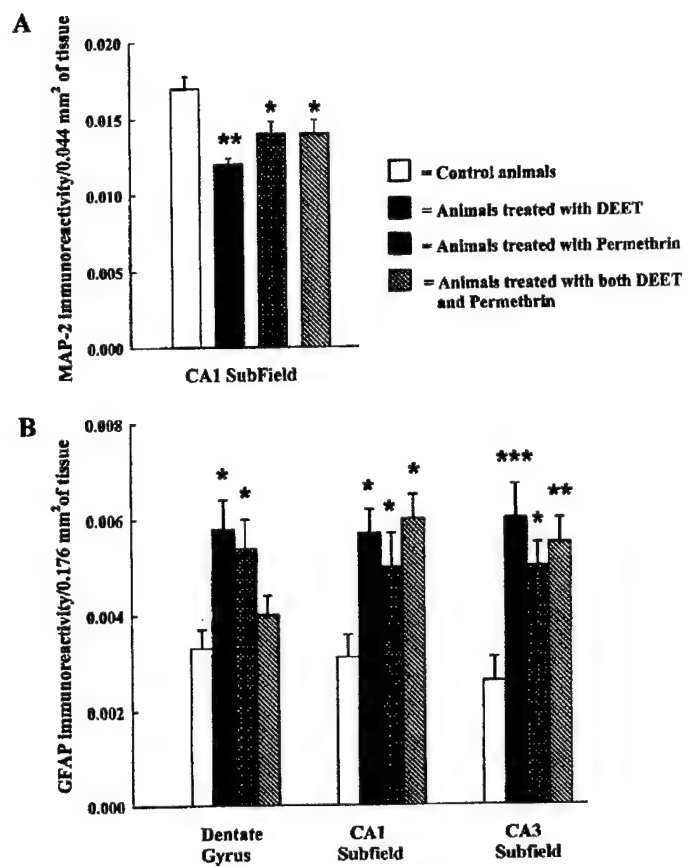 A
MAP-2 immunoreactivity/0.044 mm² of tissue
0.020
0.015
0.010
0.005
0.000
**
*
*
CA1 SubField
= Control animals
= Animals treated with DEET
= Animals treated with Permethrin
= Animals treated with both DEET
and Permethrin
B
GFAP immunoreactivity/0.176 mm² of tissue
0.008
0.006
0.004
0.002
0.000
*
*
*
*
*
***
*
**
Dentate
Gyrus
CA1
Subfield
CA3
Subfield